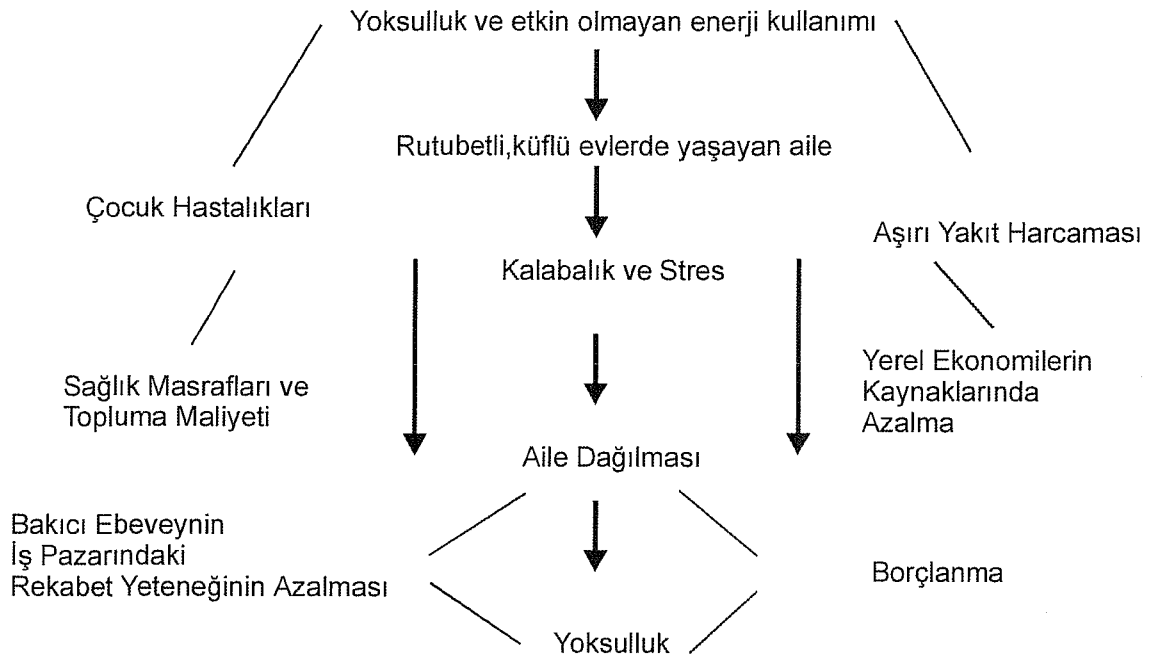 Yoksulluk ve etkin olmayan enerji kullanımı
Rutubetli,küflü evlerde yaşayan aile
Çocuk Hastalıkları
Aşırı Yakıt Harcaması
Kalabalık ve Stres
Sağlık Masrafları ve
Topluma Maliyeti
Yerel Ekonomilerin
Kaynaklarında
Azalma
Aile Dağılması
Bakıcı Ebeveynin
İş Pazarındaki
Rekabet Yeteneğinin Azalması
Borçlanma
Yoksulluk